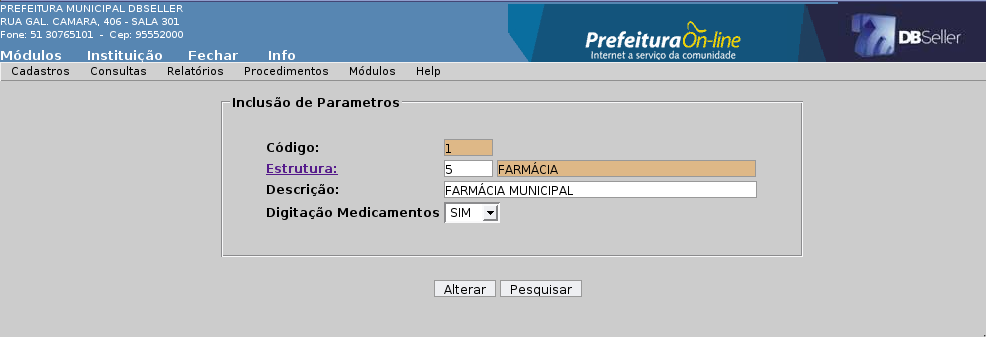 PREFEITURA MUNICIPAL DBSELLER
RUA GAL. CAMARA, 406 - SALA 301
Fone: 51 30765101 - Cep: 95552000
PrefeituraOn-line
Internet a serviço da comunidade
DBSeller
Módulos Instituição Fechar Info
Cadastros Consultas Relatórios Procedimentos Módulos Help
Inclusão de Parametros
Código: 1
Estrutura: 5 FARMÁCIA
Descrição: FARMÁCIA MUNICIPAL
Digitação Medicamentos SIM
Alterar Pesquisar